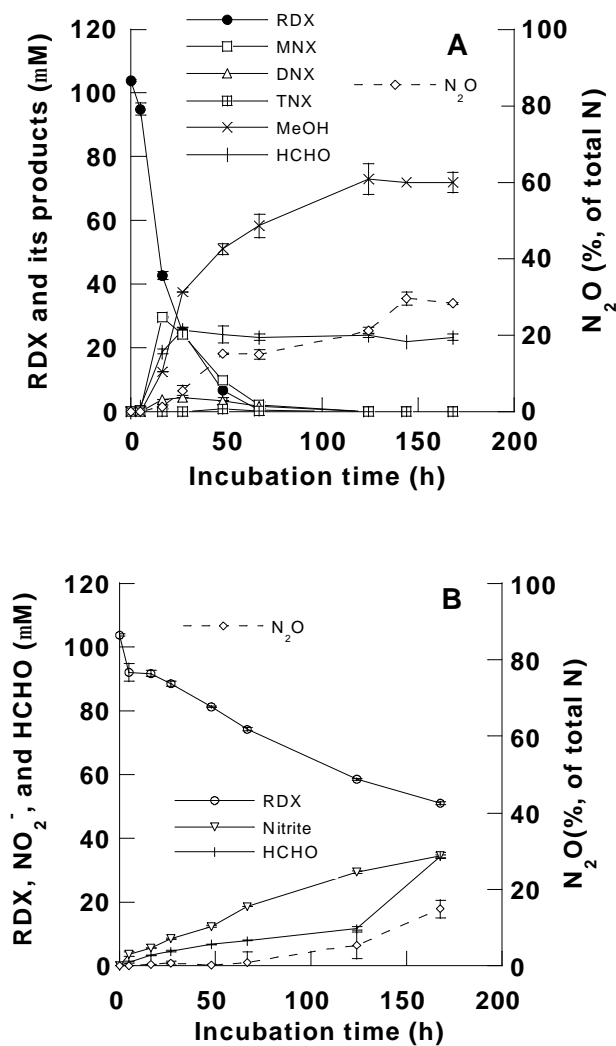 A
RDX
MNX
DNX
TNX
MeOH
HCHO
N2O
120
100
80
60
40
20
0
RDX and its products (mM)
100
80
60
40
20
0
N2O (%, of total N)
0 50 100 150 200
Incubation time (h)
B
N2O
RDX
Nitrite
HCHO
120
100
80
60
40
20
0
RDX, NO2-, and HCHO (mM)
100
80
60
40
20
0
N2O(%, of total N)
0 50 100 150 200
Incubation time (h)